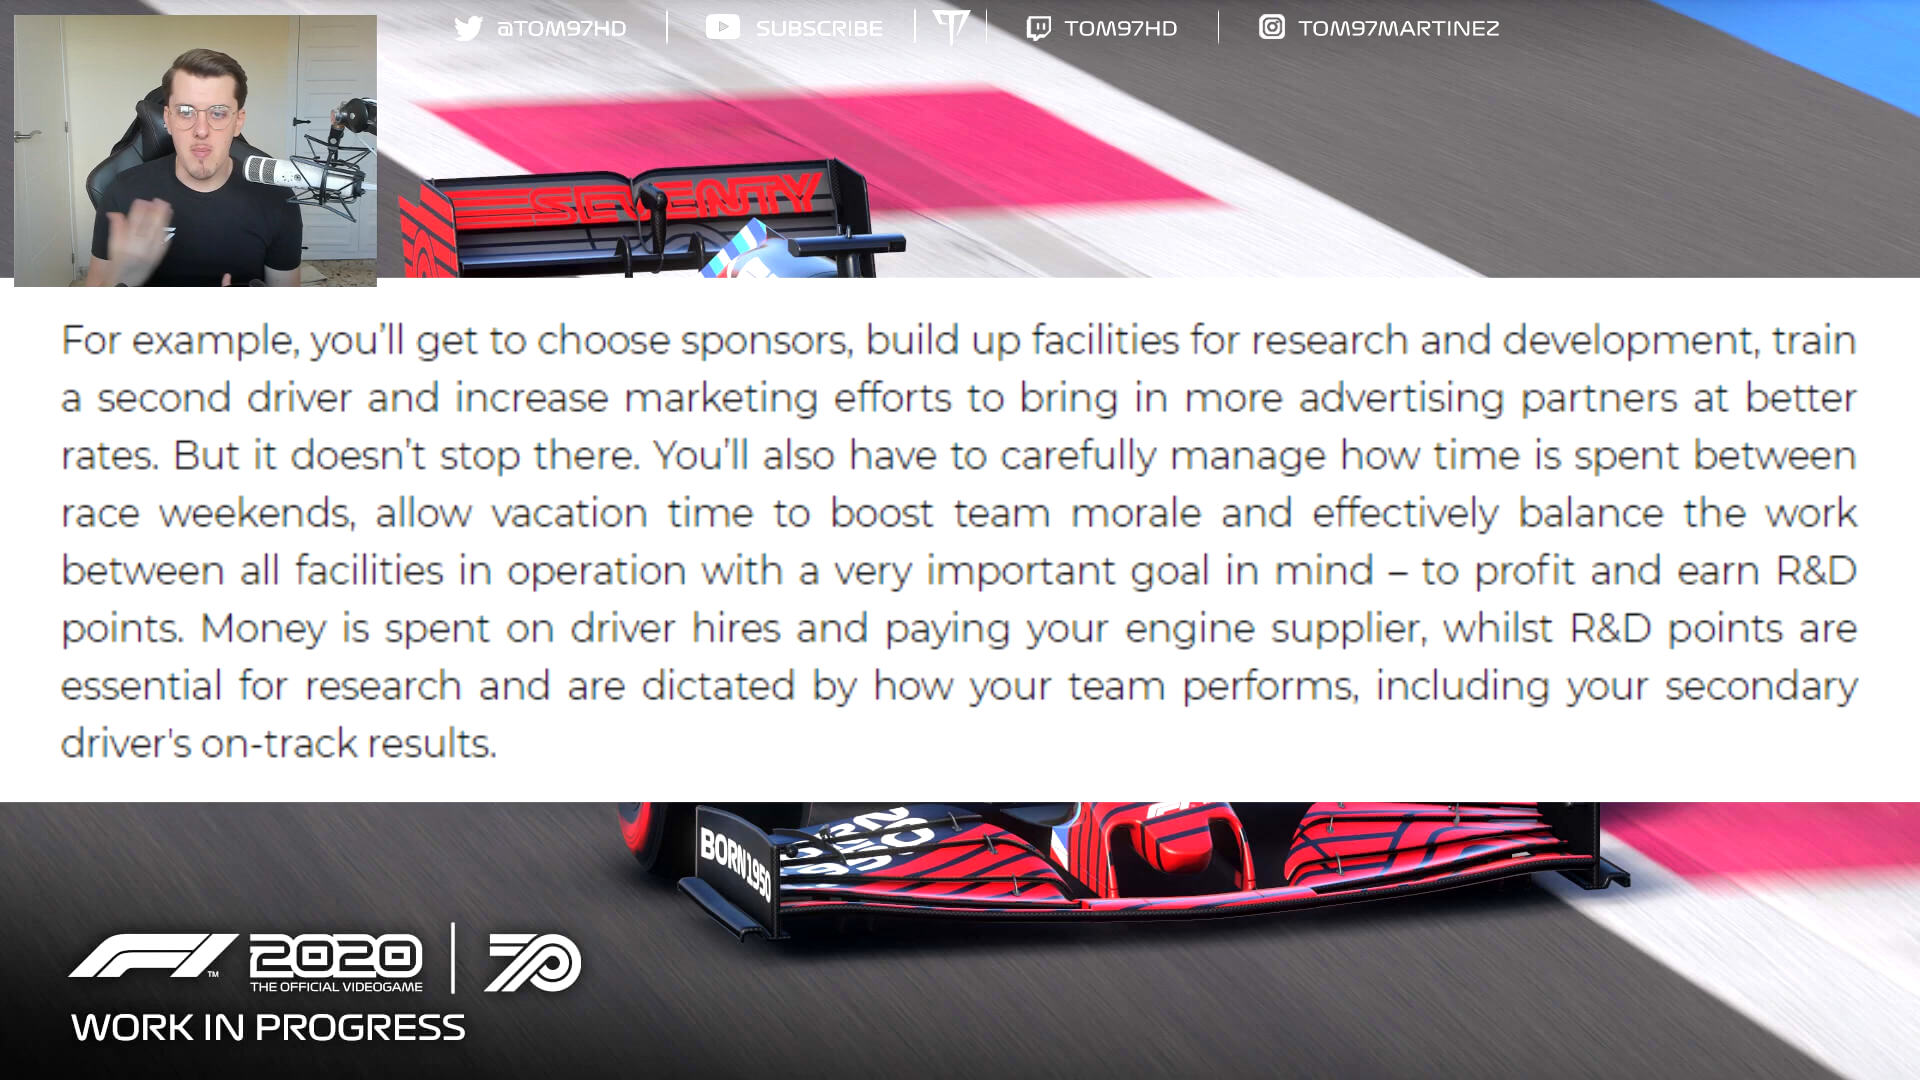 @TOM97HD
SUBSCRIBE
TOM97HD
TOM97MARTINEZ
SEVENTY
For example, you'll get to choose sponsors, build up facilities for research and development, train
a second driver and increase marketing efforts to bring in more advertising partners at better
rates. But it doesn't stop there. You'll also have to carefully manage how time is spent between
race weekends, allow vacation time to boost team morale and effectively balance the work
between all facilities in operation with a very important goal in mind – to profit and earn R&D
points. Money is spent on driver hires and paying your engine supplier, whilst R&D points are
essential for research and are dictated by how your team performs, including your secondary
driver's on-track results.
BORN1950
F1™ 2020 70
THE OFFICIAL VIDEOGAME
WORK IN PROGRESS